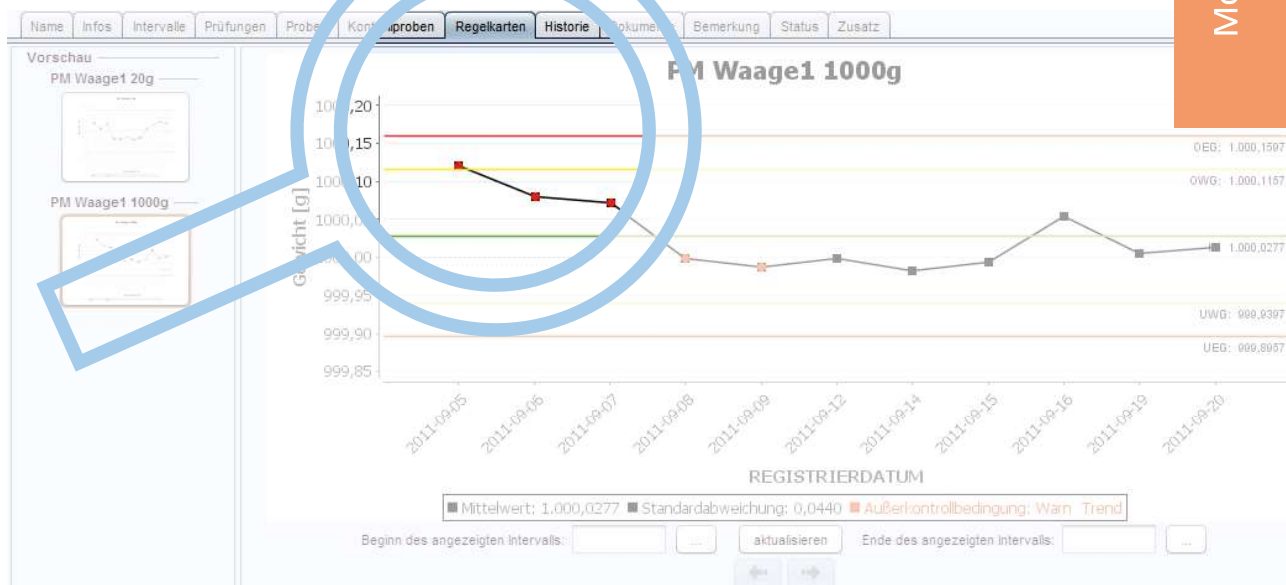 Name Infos Intervalle Prüfungen Regelkarten Historie Bemerkung Status Zusatz
Vorschau
PM Waage1 20g
PM Waage1 1000g
PM Waage1 1000g
Gewicht [g]
999,95
999,90
999,85
OEG: 1.000,1597
OWG: 1.000,1157
1.000,0277
UWG: 999,9397
UEG: 999,8957
2011-09-05 2011-09-06 2011-09-07 2011-09-08 2011-09-09 2011-09-12 2011-09-14 2011-09-15 2011-09-16 2011-09-19 2011-09-20
REGISTRIERDATUM
Mittelwert: 1.000,0277 Standardabweichung: 0,0440 Außerkontrollbedingung: Warn Trend
Beginn des angezeigten Intervalls: ... aktualisieren Ende des angezeigten Intervalls: ...